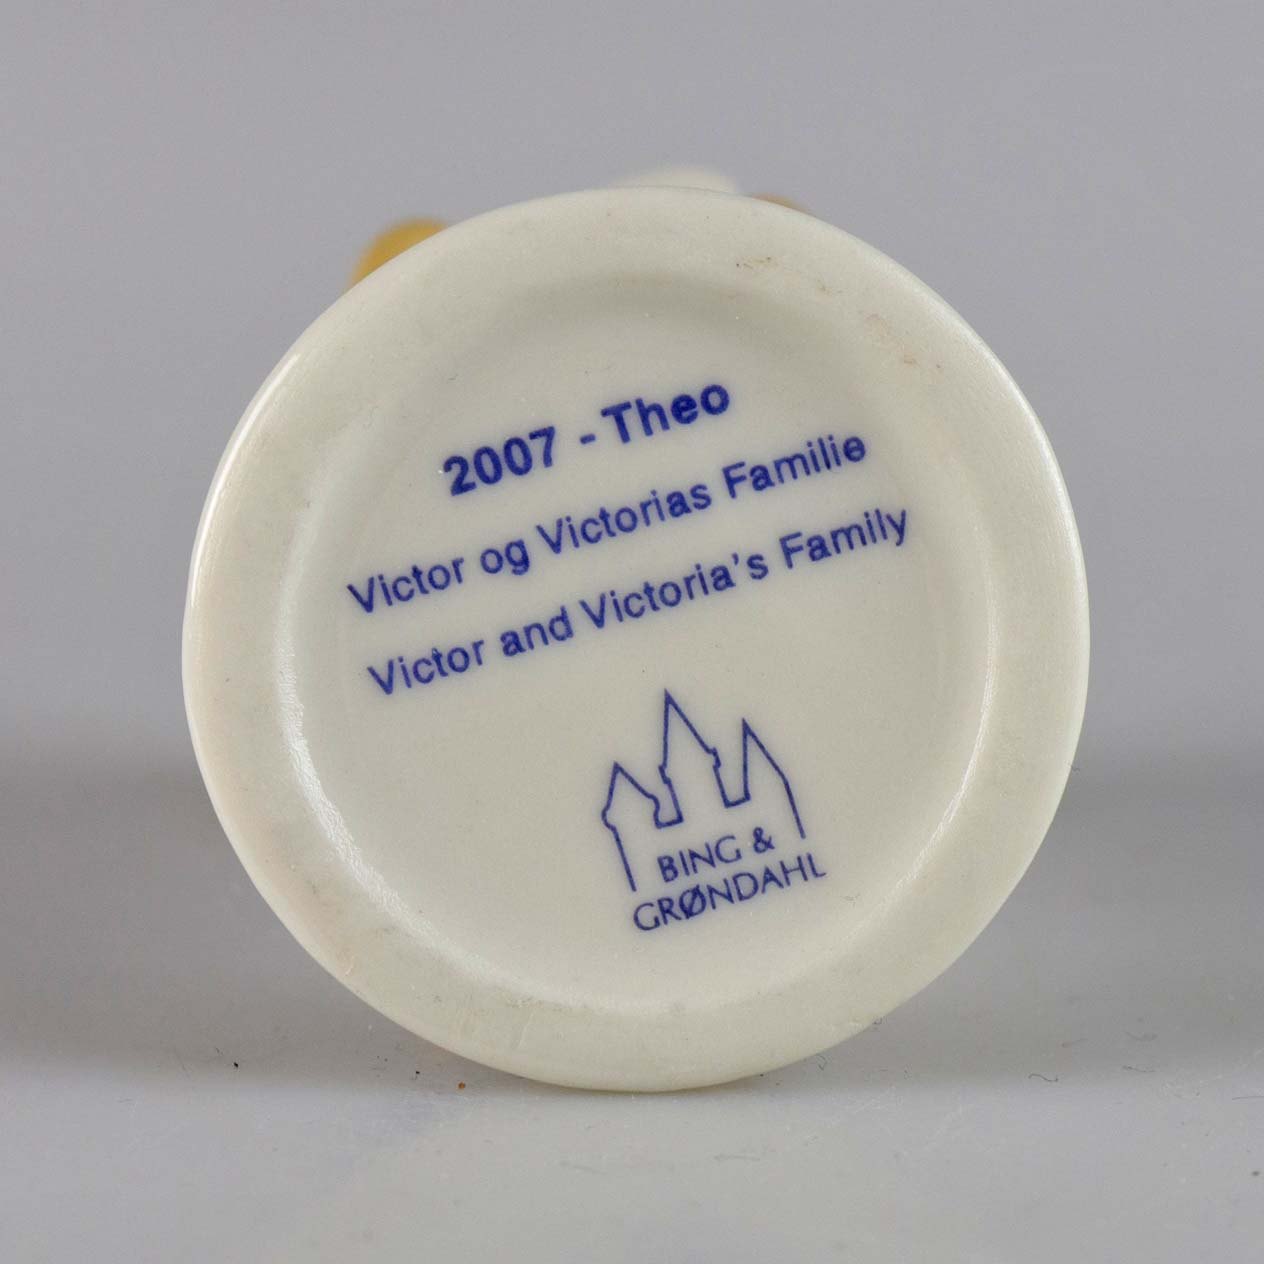 2007 - Theo
Victor og Victorias Familie
Victor and Victoria's Family
BING &
GRØNDAHL